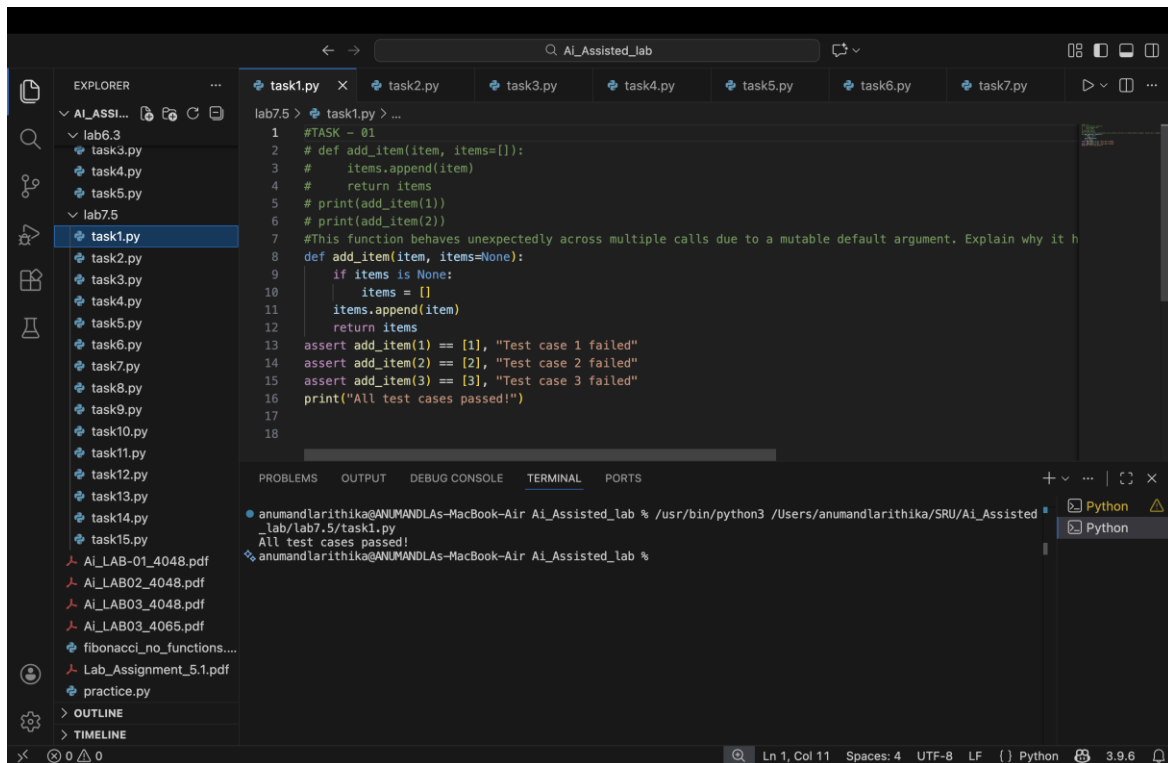 Ai_Assisted_lab
EXPLORER
task1.py
task2.py
task3.py
task4.py
task5.py
task6.py
task7.py
AI_ASSI...
lab6.3
task3.py
task4.py
task5.py
lab7.5
task1.py
task2.py
task3.py
task4.py
task5.py
task6.py
task7.py
task8.py
task9.py
task10.py
task11.py
task12.py
task13.py
task14.py
task15.py
Ai_LAB-01_4048.pdf
Ai_LAB02_4048.pdf
Ai_LAB03_4048.pdf
Ai_LAB03_4065.pdf
fibonacci_no_functions....
Lab_Assignment_5.1.pdf
practice.py
OUTLINE
TIMELINE
lab7.5 > task1.py > ...
1 #TASK - 01
2 # def add_item(item, items=[]):
3 #     items.append(item)
4 #     return items
5 # print(add_item(1))
6 # print(add_item(2))
7 #This function behaves unexpectedly across multiple calls due to a mutable default argument. Explain why it h
8 def add_item(item, items=None):
9     if items is None:
10         items = []
11     items.append(item)
12     return items
13 assert add_item(1) == [1], "Test case 1 failed"
14 assert add_item(2) == [2], "Test case 2 failed"
15 assert add_item(3) == [3], "Test case 3 failed"
16 print("All test cases passed!")
17
18
PROBLEMS OUTPUT DEBUG CONSOLE TERMINAL PORTS
anumandlarithika@ANUMANDLAs-MacBook-Air Ai_Assisted_lab % /usr/bin/python3 /Users/anumandlarithika/SRU/Ai_Assisted
_lab/lab7.5/task1.py
All test cases passed!
anumandlarithika@ANUMANDLAs-MacBook-Air Ai_Assisted_lab %
Python
Python
0 0
Ln 1, Col 11 Spaces: 4 UTF-8 LF {} Python 3.9.6